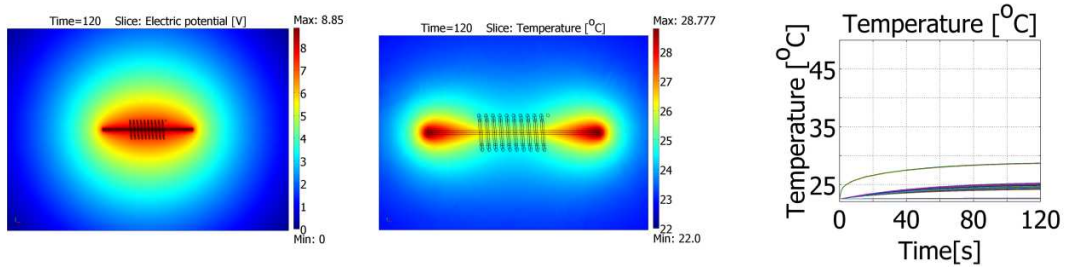 Time=120 Slice: Electric potential [V]
Max: 8.85
8
7
6
5
4
3
2
1
0
Min: 0
Time=120 Slice: Temperature [°C]
Max: 28.777
28
27
26
25
24
23
22
Min: 22.0
Temperature [°C]
Temperature [°C]
45
35
25
0 40 80 120
Time[s]